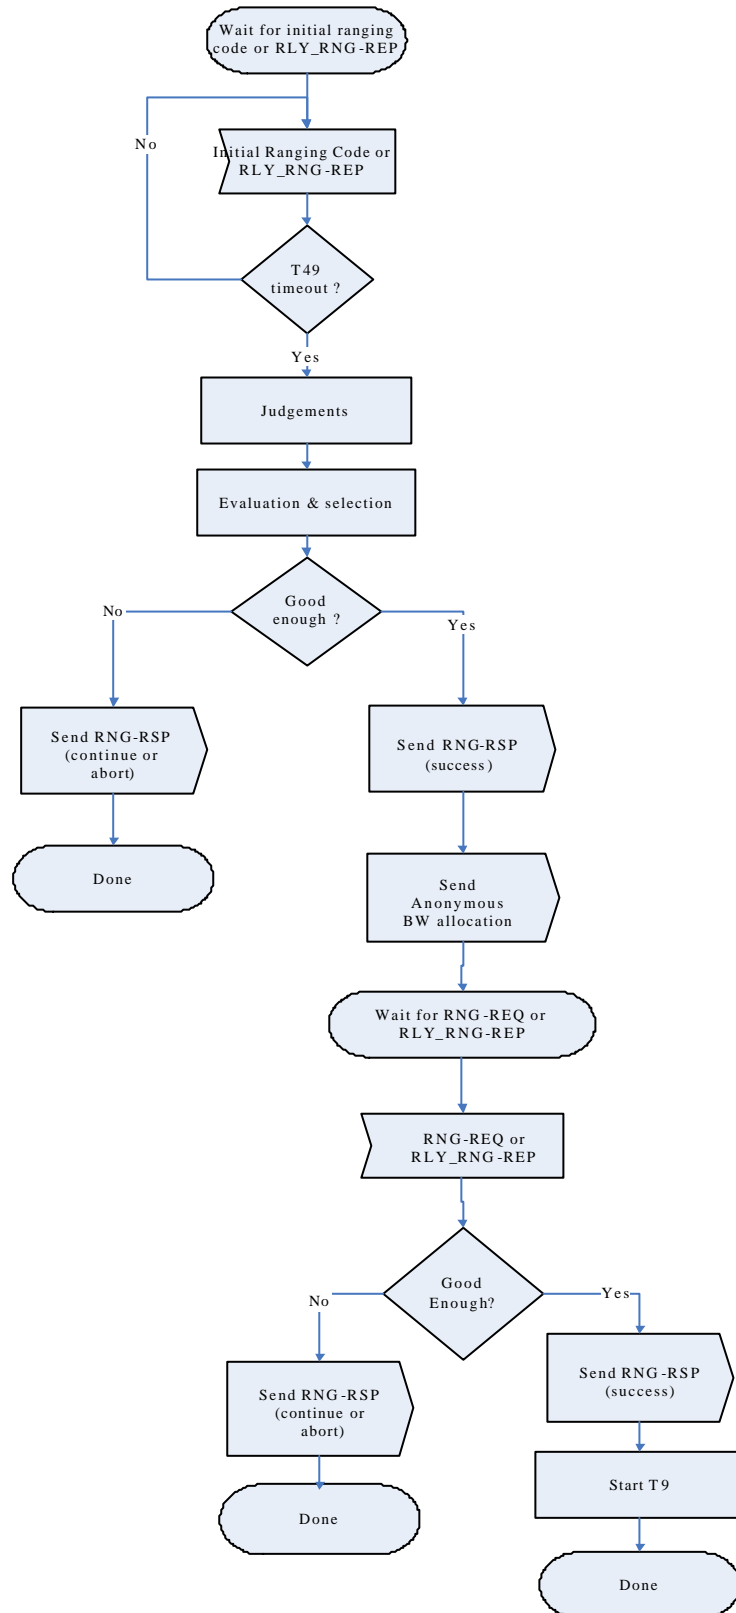 Wait for initial ranging
code or RLY_RNG-REP
No
Initial Ranging Code or
RLY_RNG-REP
T49
timeout ?
Yes
Judgements
Evaluation & selection
Good
enough ?
No
Yes
Send RNG-RSP
(continue or
abort)
Send RNG-RSP
(success)
Done
Send
Anonymous
BW allocation
Wait for RNG-REQ or
RLY_RNG-REP
RNG-REQ or
RLY_RNG-REP
Good
Enough?
No
Yes
Send RNG-RSP
(continue or
abort)
Send RNG-RSP
(success)
Start T9
Done
Done